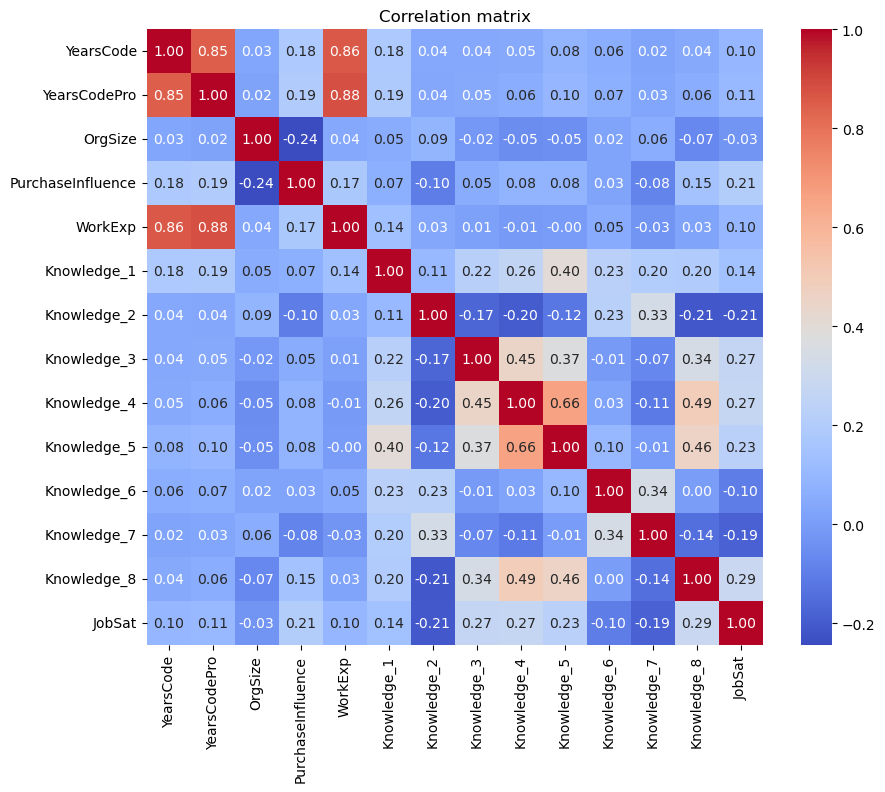 Correlation matrix
YearsCode 1.00 0.85 0.03 0.18 0.86 0.18 0.04 0.04 0.05 0.08 0.06 0.02 0.04 0.10
YearsCodePro 0.85 1.00 0.02 0.19 0.88 0.19 0.04 0.05 0.06 0.10 0.07 0.03 0.06 0.11
OrgSize 0.03 0.02 1.00 -0.24 0.04 0.05 0.09 -0.02 -0.05 -0.05 0.02 0.06 -0.07 -0.03
PurchaseInfluence 0.18 0.19 -0.24 1.00 0.17 0.07 -0.10 0.05 0.08 0.08 0.03 -0.08 0.15 0.21
WorkExp 0.86 0.88 0.04 0.17 1.00 0.14 0.03 0.01 -0.01 -0.00 0.05 -0.03 0.03 0.10
Knowledge_1 0.18 0.19 0.05 0.07 0.14 1.00 0.11 0.22 0.26 0.40 0.23 0.20 0.20 0.14
Knowledge_2 0.04 0.04 0.09 -0.10 0.03 0.11 1.00 -0.17 -0.20 -0.12 0.23 0.33 -0.21 -0.21
Knowledge_3 0.04 0.05 -0.02 0.05 0.01 0.22 -0.17 1.00 0.45 0.37 -0.01 -0.07 0.34 0.27
Knowledge_4 0.05 0.06 -0.05 0.08 -0.01 0.26 -0.20 0.45 1.00 0.66 0.03 -0.11 0.49 0.27
Knowledge_5 0.08 0.10 -0.05 0.08 -0.00 0.40 -0.12 0.37 0.66 1.00 0.10 -0.01 0.46 0.23
Knowledge_6 0.06 0.07 0.02 0.03 0.05 0.23 0.23 -0.01 0.03 0.10 1.00 0.34 0.00 -0.10
Knowledge_7 0.02 0.03 0.06 -0.08 -0.03 0.20 0.33 -0.07 -0.11 -0.01 0.34 1.00 -0.14 -0.19
Knowledge_8 0.04 0.06 -0.07 0.15 0.03 0.20 -0.21 0.34 0.49 0.46 0.00 -0.14 1.00 0.29
JobSat 0.10 0.11 -0.03 0.21 0.10 0.14 -0.21 0.27 0.27 0.23 -0.10 -0.19 0.29 1.00
YearsCode
YearsCodePro
OrgSize
PurchaseInfluence
WorkExp
Knowledge_1
Knowledge_2
Knowledge_3
Knowledge_4
Knowledge_5
Knowledge_6
Knowledge_7
Knowledge_8
JobSat
1.0
0.8
0.6
0.4
0.2
0.0
−0.2